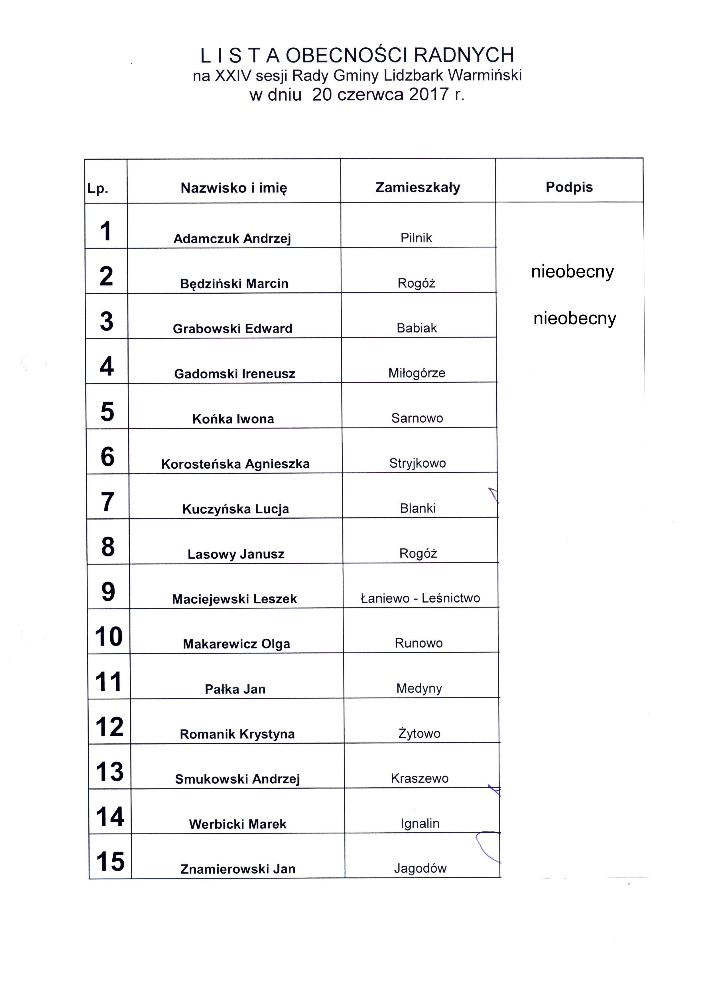 L I S T A OBECNOŚCI RADNYCH
na XXIV sesji Rady Gminy Lidzbark Warmiński
w dniu 20 czerwca 2017 r.
Lp. Nazwisko i imię Zamieszkały Podpis
1 Adamczuk Andrzej Pilnik
2 Będziński Marcin Rogóż nieobecny
3 Grabowski Edward Babiak nieobecny
4 Gadomski Ireneusz Miłogórze
5 Końka Iwona Sarnowo
6 Korosteńska Agnieszka Stryjkowo
7 Kuczyńska Lucja Blanki
8 Lasowy Janusz Rogóż
9 Maciejewski Leszek Łaniewo - Leśnictwo
10 Makarewicz Olga Runowo
11 Pałka Jan Medyny
12 Romanik Krystyna Żytowo
13 Smukowski Andrzej Kraszewo
14 Werbicki Marek Ignalin
15 Znamierowski Jan Jagodów